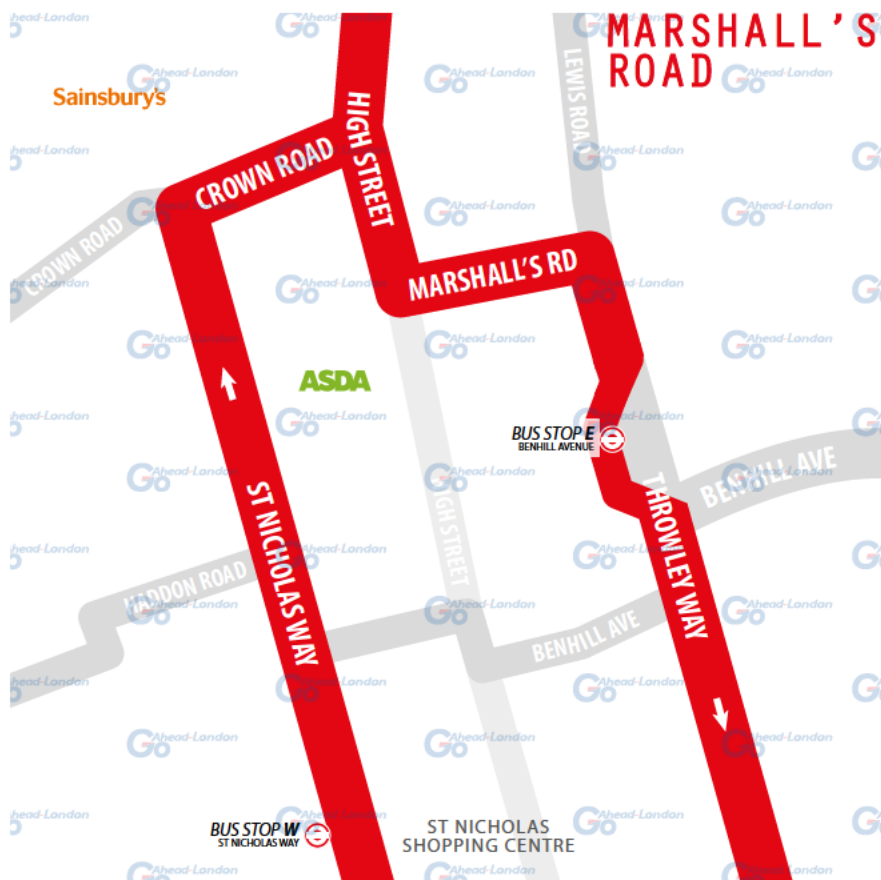 MARSHALL'S
ROAD
Sainsbury's
LEWIS ROAD
HIGH STREET
CROWN ROAD
CROWN ROAD
MARSHALL'S RD
ASDA
BUS STOP E
BENHILL AVENUE
BENHILL AVE
HIGH STREET
ST NICHOLAS WAY
THROWLEY WAY
HADDON ROAD
BENHILL AVE
BUS STOP W
ST NICHOLAS WAY
ST NICHOLAS
SHOPPING CENTRE
Go Ahead-London